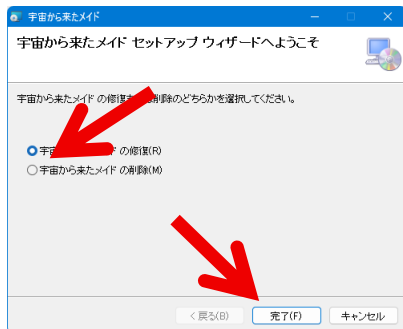 宇宙から来たメイド
宇宙から来たメイド セットアップ ウィザードへようこそ
宇宙から来たメイド の修復 削除のどちらかを選択してください。
宇宙 ド の修復(R)
宇宙から来たメイド の削除(M)
< 戻る(B) 完了(F) キャンセル